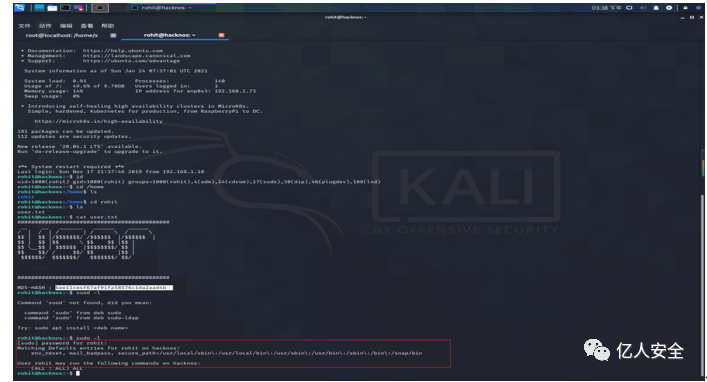 rohit@hacknos: ~
03:38 下午
rohit@hacknos: ~
文件 动作 编辑 查看 帮助
root@localhost: /home/x
rohit@hacknos: ~
* Documentation: https://help.ubuntu.com
* Management: https://landscape.canonical.com
* Support: https://ubuntu.com/advantage
System information as of Sun Jan 24 07:37:01 UTC 2021
System load: 0.91 Processes: 140
Usage of /: 49.6% of 9.78GB Users logged in: 1
Memory usage: 14% IP address for enp0s3: 192.168.1.73
Swap usage: 0%
* Introducing self-healing high availability clusters in MicroK8s.
Simple, hardened, Kubernetes for production, from RaspberryPi to DC.
https://microk8s.io/high-availability
191 packages can be updated.
112 updates are security updates.
New release '20.04.1 LTS' available.
Run 'do-release-upgrade' to upgrade to it.
*** System restart required ***
Last login: Sun Nov 17 21:37:46 2019 from 192.168.1.18
rohit@hacknos:~$ id
uid=1000(rohit) gid=1000(rohit) groups=1000(rohit),4(adm),24(cdrom),27(sudo),30(dip),46(plugdev),108(lxd)
rohit@hacknos:~$ cd /home
rohit@hacknos:/home$ ls
rohit
rohit@hacknos:/home$ cd rohit
rohit@hacknos:~$ ls
user.txt
rohit@hacknos:~$ cat user.txt
KALI
BY OFFENSIVE SECURITY
MD5-HASH :
rohit@hacknos:~$ suod -l
Command 'suod' not found, did you mean:
command 'sudo' from deb sudo
command 'sudo' from deb sudo-ldap
Try: sudo apt install <deb name>
rohit@hacknos:~$ sudo -l
[sudo] password for rohit:
Matching Defaults entries for rohit on hacknos:
env_reset, mail_badpass, secure_path=/usr/local/sbin\:/usr/local/bin\:/usr/sbin\:/usr/bin\:/sbin\:/bin\:/snap/bin
User rohit may run the following commands on hacknos:
(ALL : ALL) ALL
rohit@hacknos:~$
亿人安全